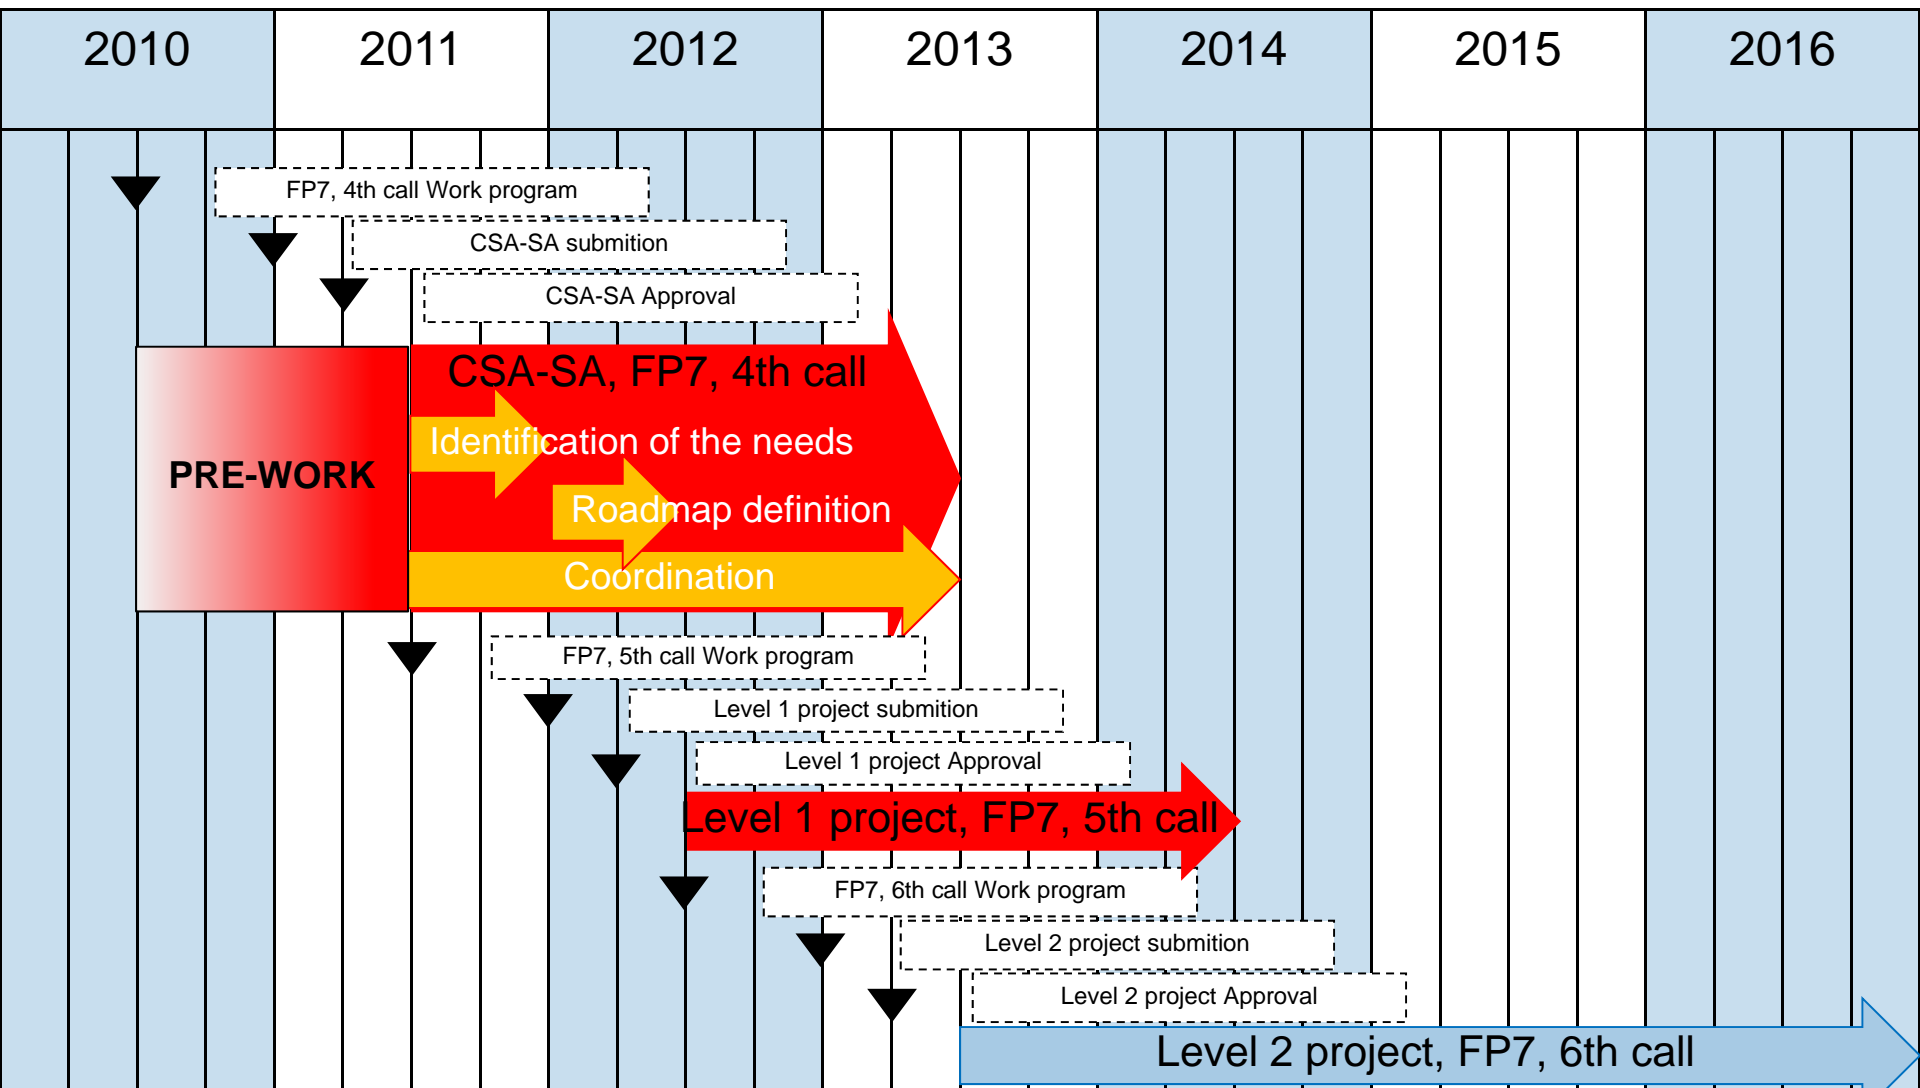 2010
2011
2012
2013
2014
2015
2016
FP7, 4th call Work program
CSA-SA submition
CSA-SA Approval
CSA-SA, FP7, 4th call
Identification of the needs
PRE-WORK
Roadmap definition
Coordination
FP7, 5th call Work program
Level 1 project submition
Level 1 project Approval
Level 1 project, FP7, 5th call
FP7, 6th call Work program
Level 2 project submition
Level 2 project Approval
Level 2 project, FP7, 6th call